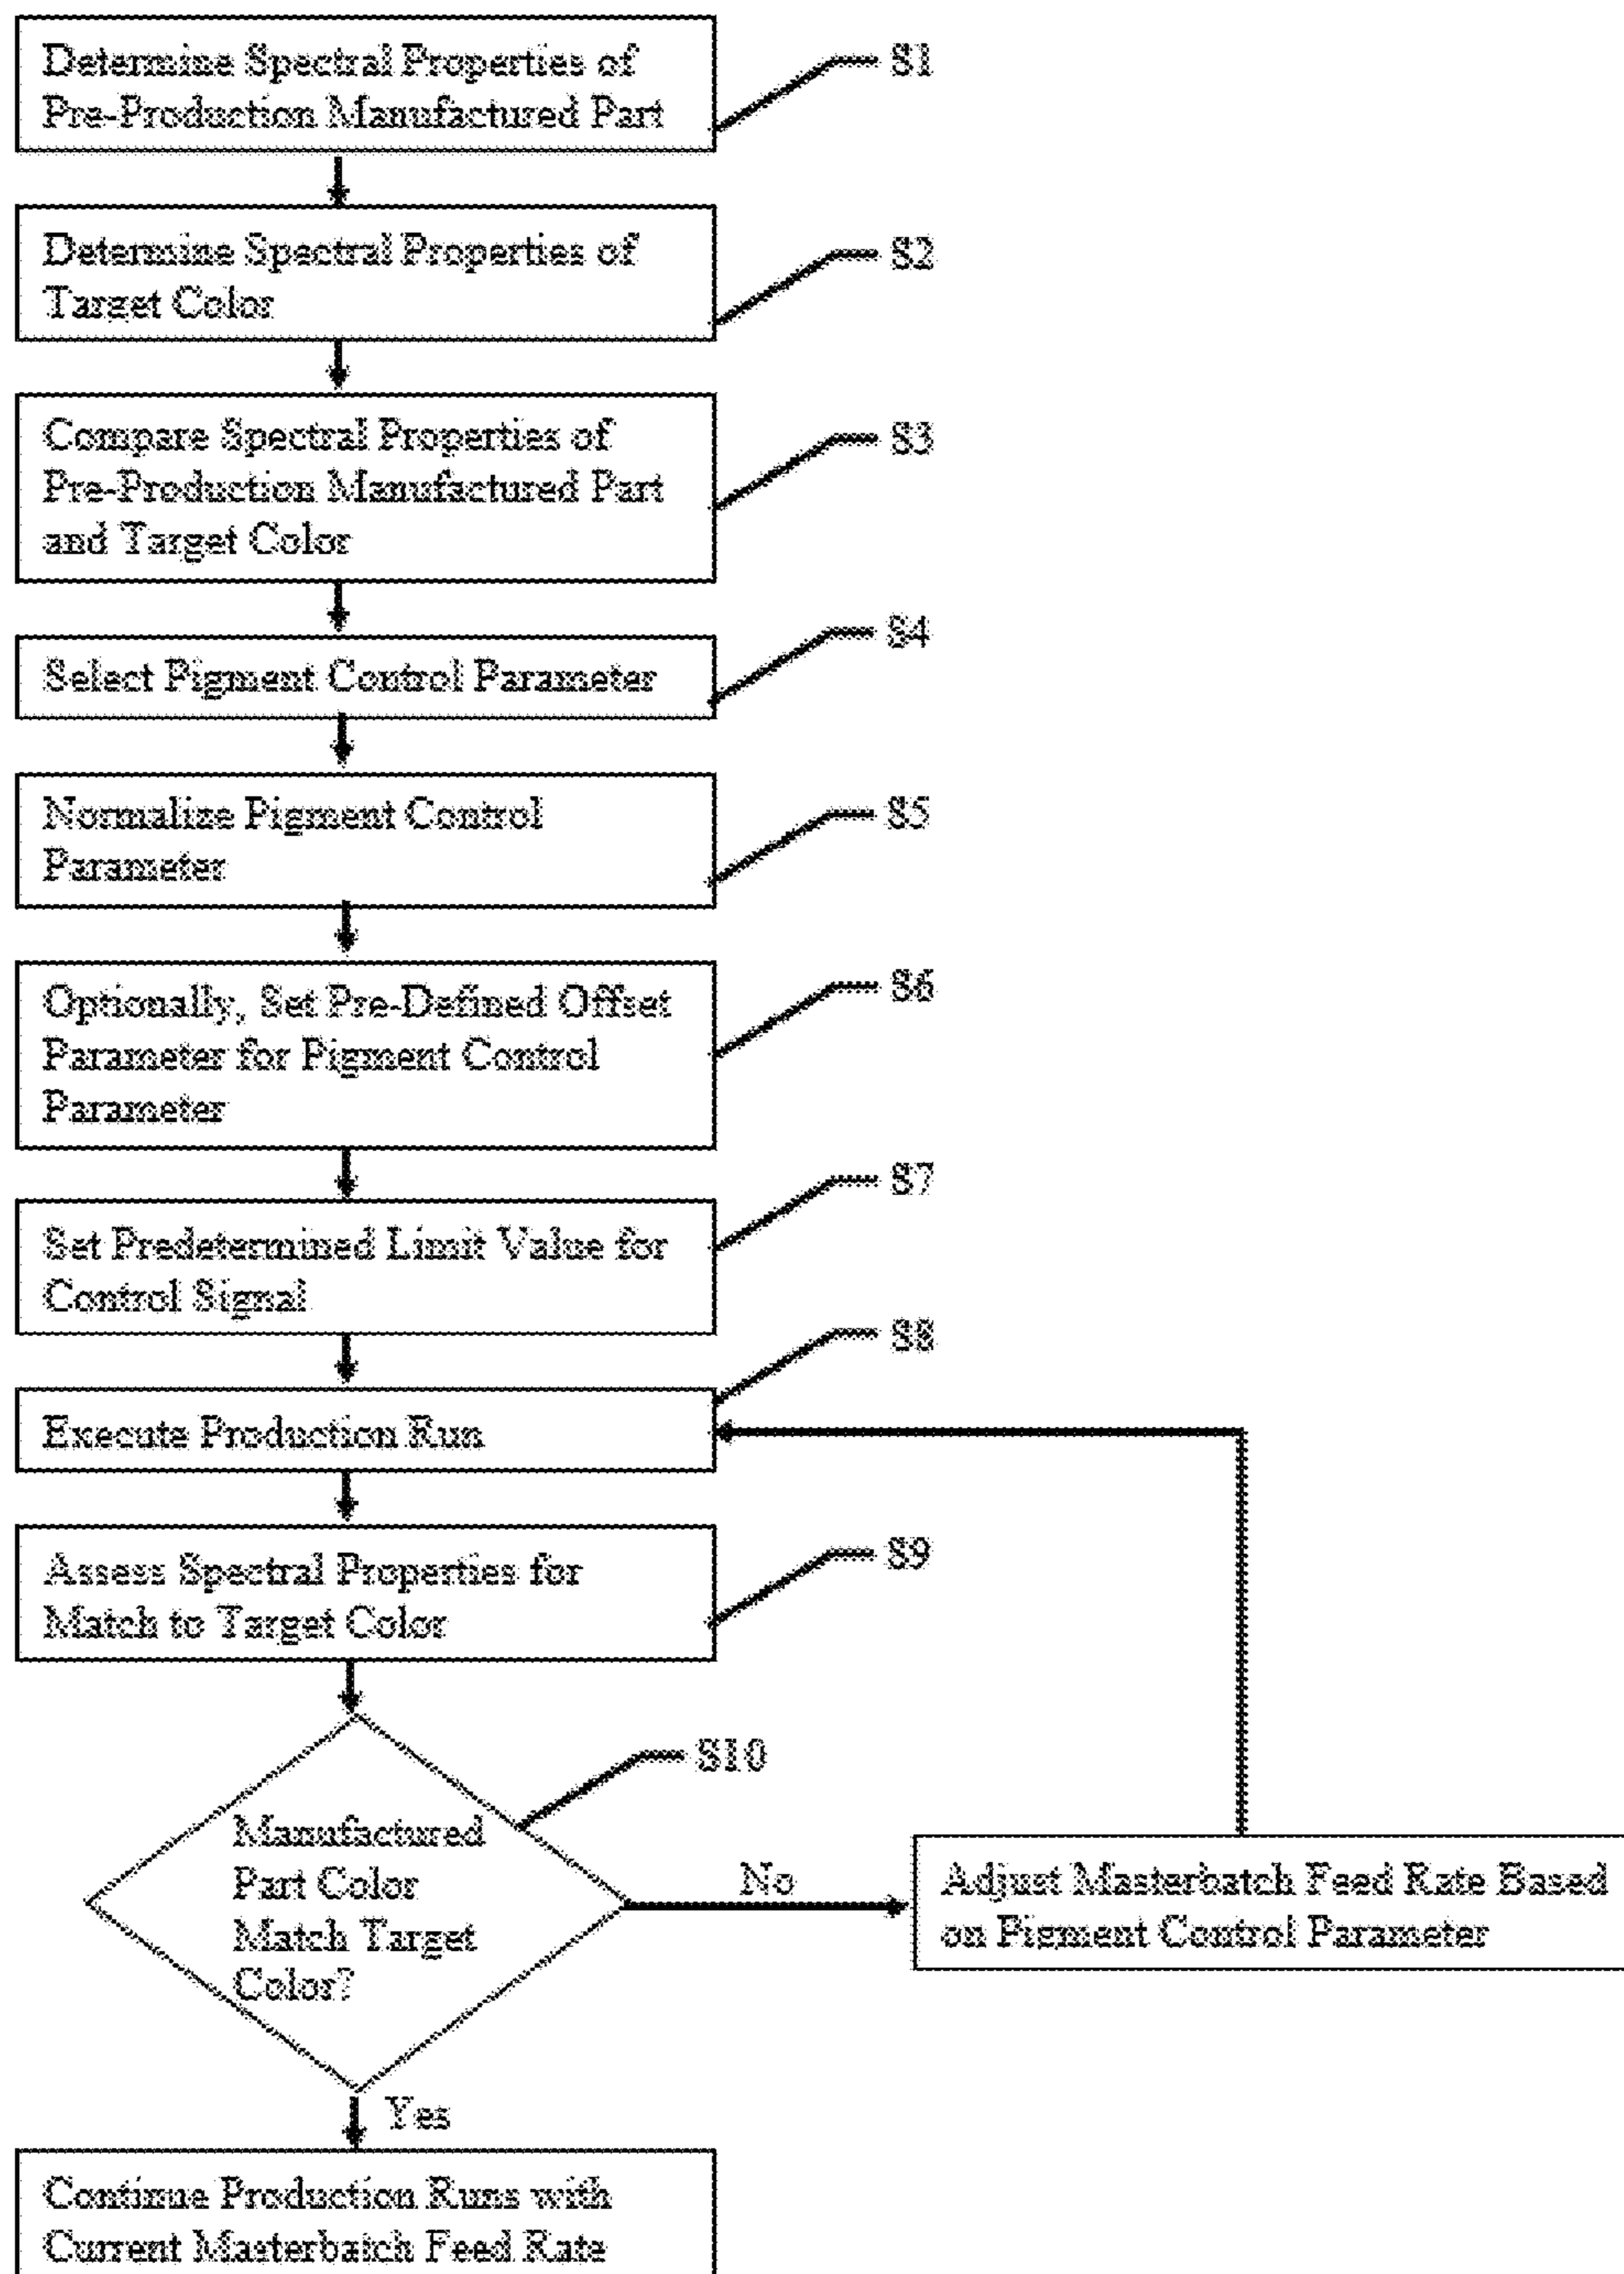 Determine Spectral Properties of
Pre-Production Manufactured Part
S1
Determine Spectral Properties of
Target Color
S2
Compare Spectral Properties of
Pre-Production Manufactured Part
and Target Color
S3
Select Pigment Control Parameter
S4
Normalize Pigment Control
Parameter
S5
Optionally, Set Pre-Defined Offset
Parameter for Pigment Control
Parameter
S6
Set Predetermined Limit Value for
Control Signal
S7
Execute Production Run
S8
Assess Spectral Properties for
Match to Target Color
S9
Manufactured
Part Color
Match Target
Color?
S10
No
Adjust Masterbatch Feed Rate Based
on Pigment Control Parameter
Yes
Continue Production Runs with
Current Masterbatch Feed Rate